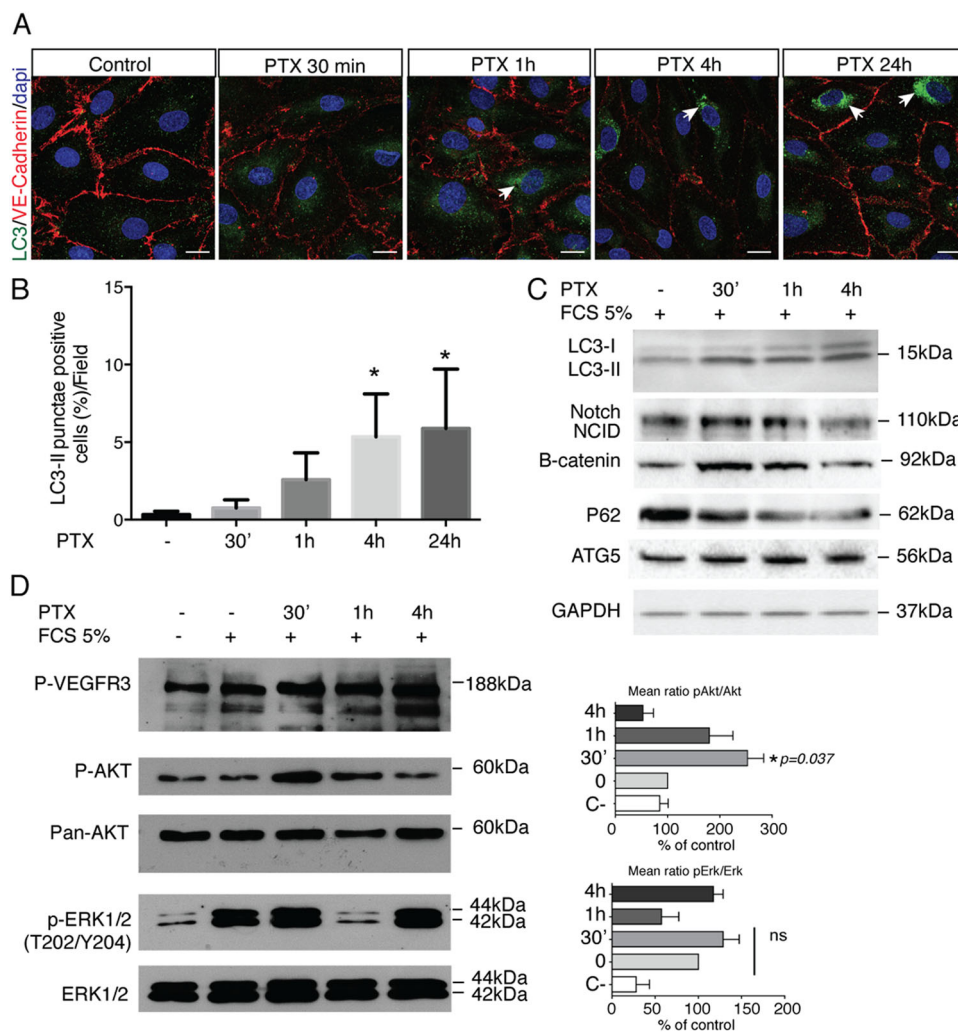 A
Control
PTX 30 min
PTX 1h
PTX 4h
PTX 24h
LC3/VE-Cadherin/dapi
B
LC3-II punctae positive
cells (%)/Field
15
10
5
0
* *
PTX - 30' 1h 4h 24h
C
PTX - 30' 1h 4h
FCS 5% + + + +
LC3-I
LC3-II
15kDa
Notch
NCID
110kDa
B-catenin
92kDa
P62
62kDa
ATG5
56kDa
GAPDH
37kDa
D
PTX - - 30' 1h 4h
FCS 5% - + + + +
P-VEGFR3
188kDa
P-AKT
60kDa
Pan-AKT
60kDa
p-ERK1/2
(T202/Y204)
44kDa
42kDa
ERK1/2
44kDa
42kDa
Mean ratio pAkt/Akt
4h
1h
30'
* p=0.037
0
C-
0 100 200 300
% of control
Mean ratio pErk/Erk
4h
1h
30'
ns
0
C-
0 50 100 150 200
% of control